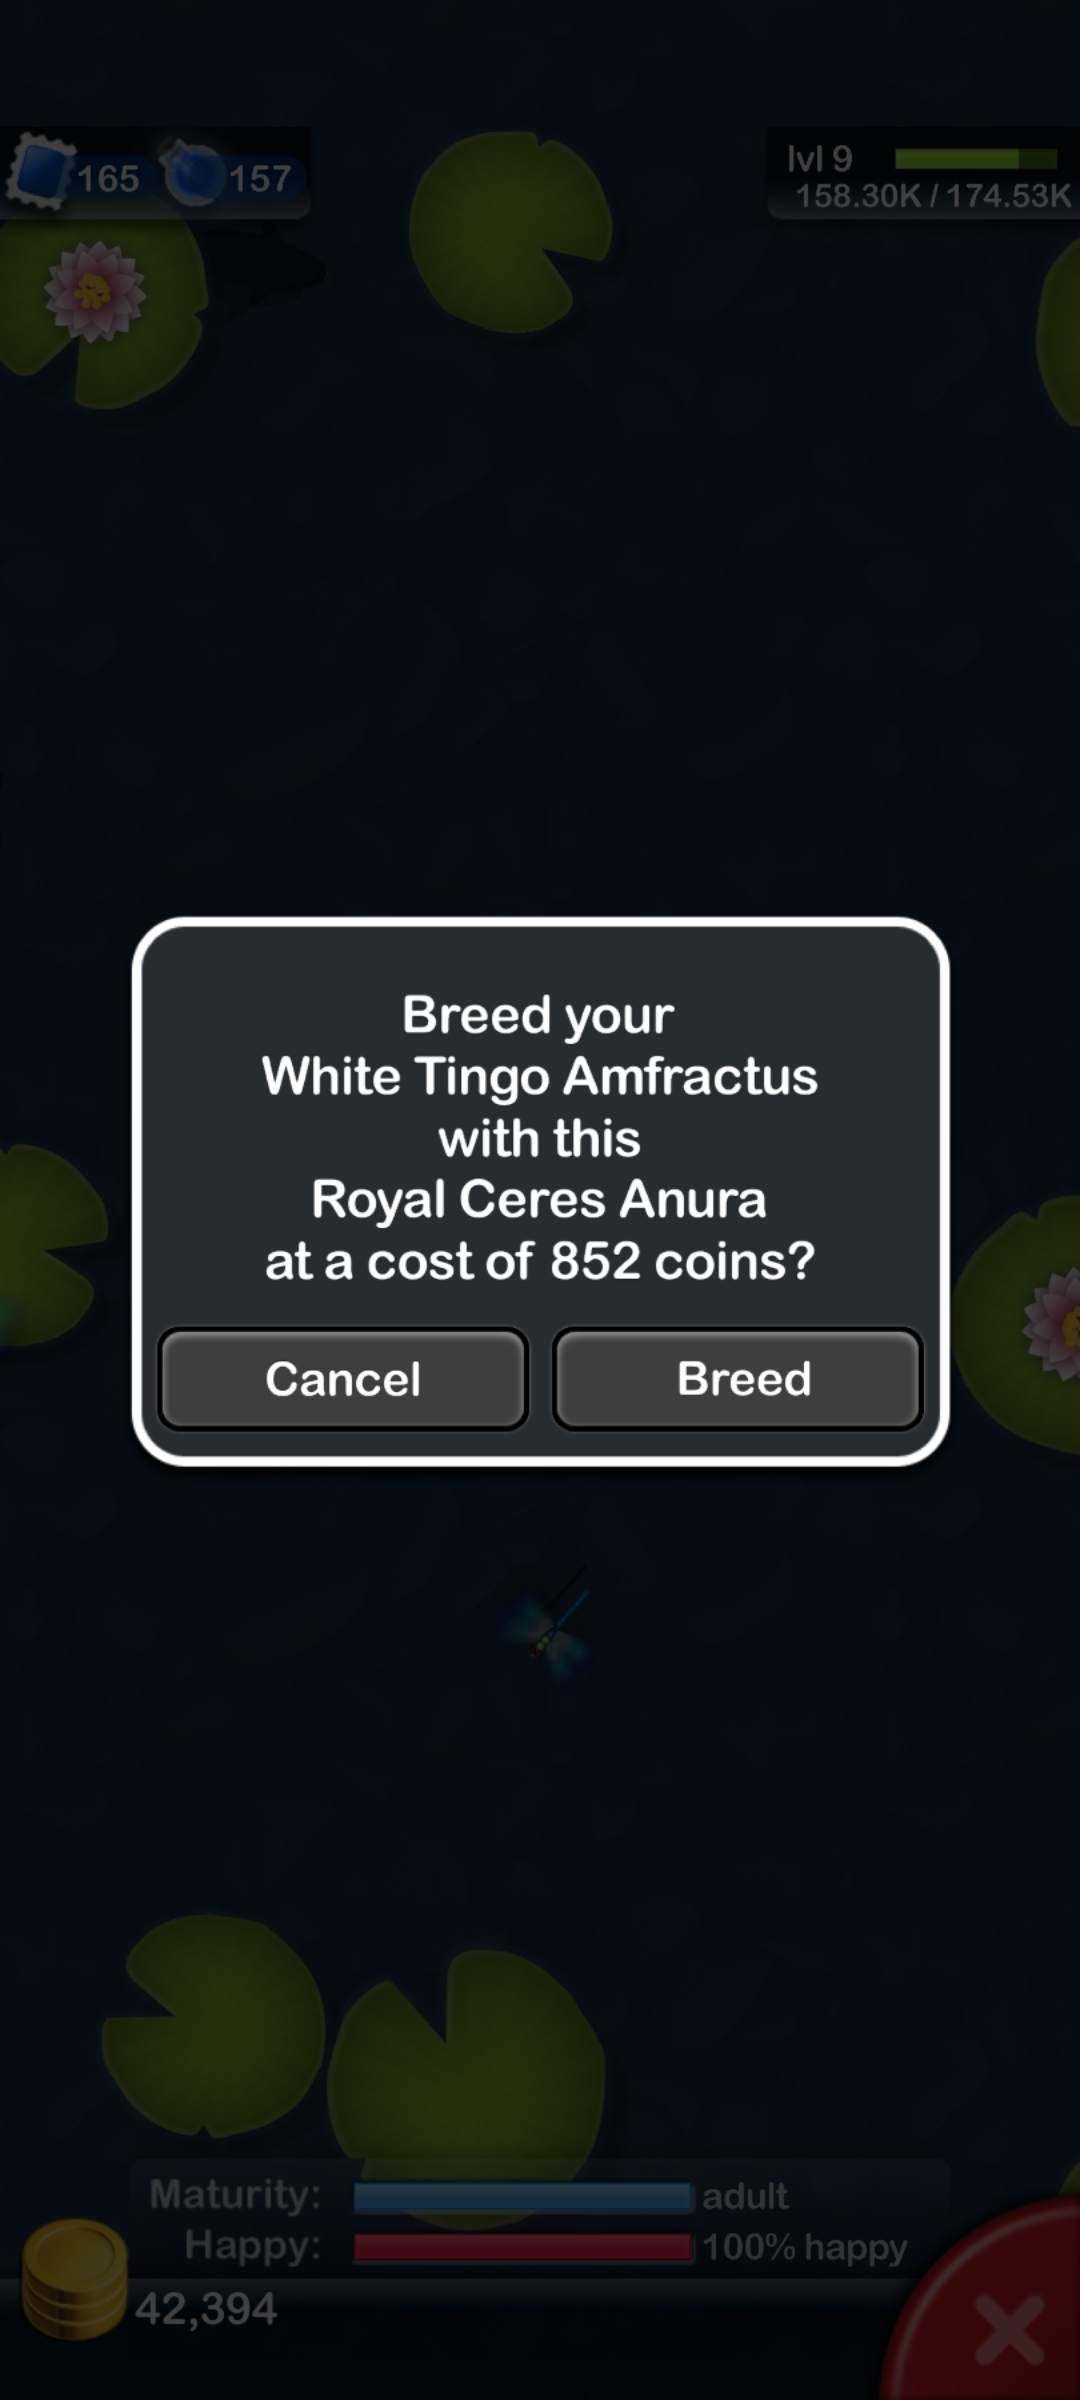 165 157
lvl 9
158.30K / 174.53K
Breed your
White Tingo Amfractus
with this
Royal Ceres Anura
at a cost of 852 coins?
Cancel Breed
Maturity: adult
Happy: 100% happy
42,394